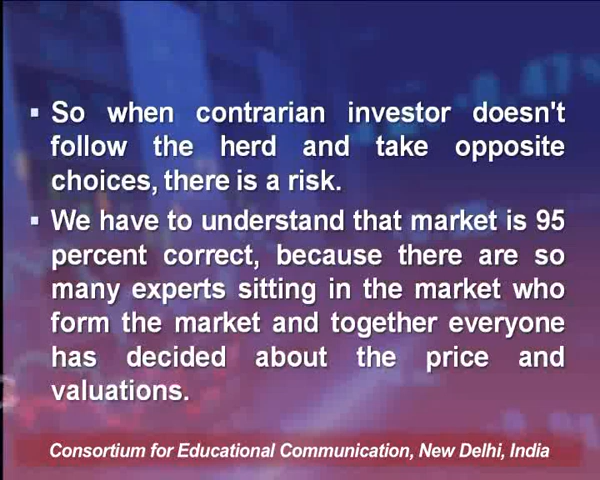 ▪ So when contrarian investor doesn't
follow the herd and take opposite
choices, there is a risk.
▪ We have to understand that market is 95
percent correct, because there are so
many experts sitting in the market who
form the market and together everyone
has decided about the price and
valuations.
Consortium for Educational Communication, New Delhi, India